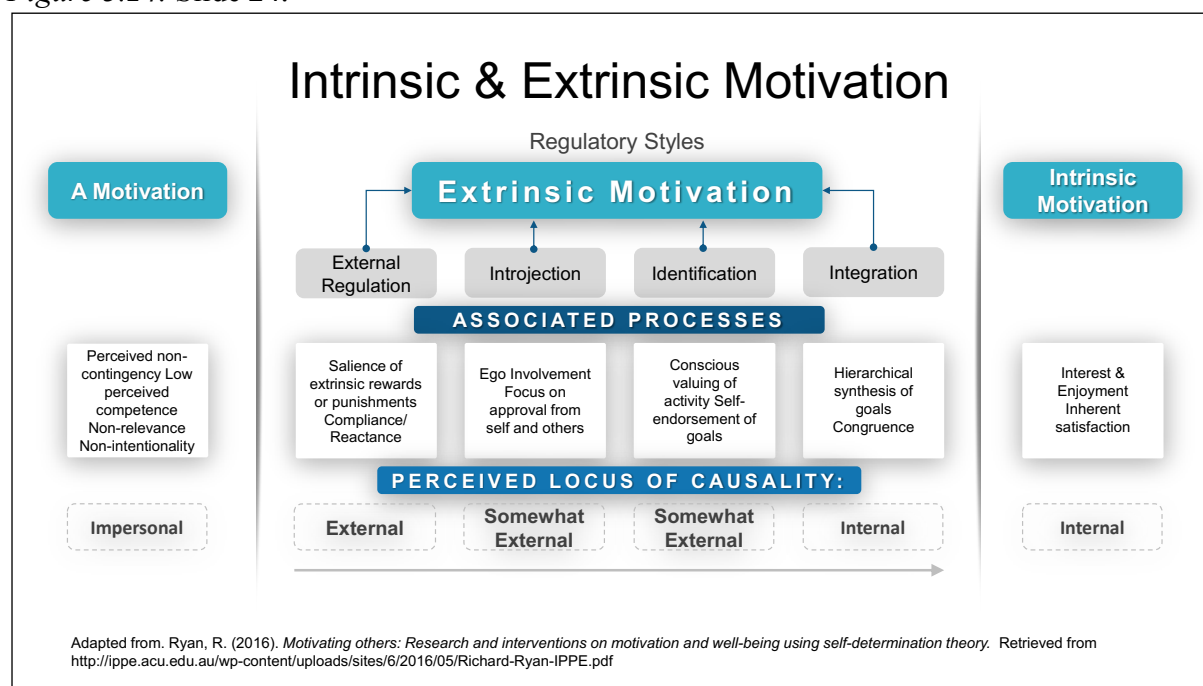 Figure 3.24. Slide 24.
Intrinsic & Extrinsic Motivation
Regulatory Styles
A Motivation
Extrinsic Motivation
Intrinsic
Motivation
External
Regulation
Introjection
Identification
Integration
ASSOCIATED PROCESSES
Perceived non-
contingency Low
perceived
competence
Non-relevance
Non-intentionality
Salience of
extrinsic rewards
or punishments
Compliance/
Reactance
Ego Involvement
Focus on
approval from
self and others
Conscious
valuing of
activity Self-
endorsement of
goals
Hierarchical
synthesis of
goals
Congruence
Interest &
Enjoyment
Inherent
satisfaction
PERCEIVED LOCUS OF CAUSALITY:
Impersonal
External
Somewhat
External
Somewhat
External
Internal
Internal
Adapted from. Ryan, R. (2016). Motivating others: Research and interventions on motivation and well-being using self-determination theory. Retrieved from
http://ippe.acu.edu.au/wp-content/uploads/sites/6/2016/05/Richard-Ryan-IPPE.pdf